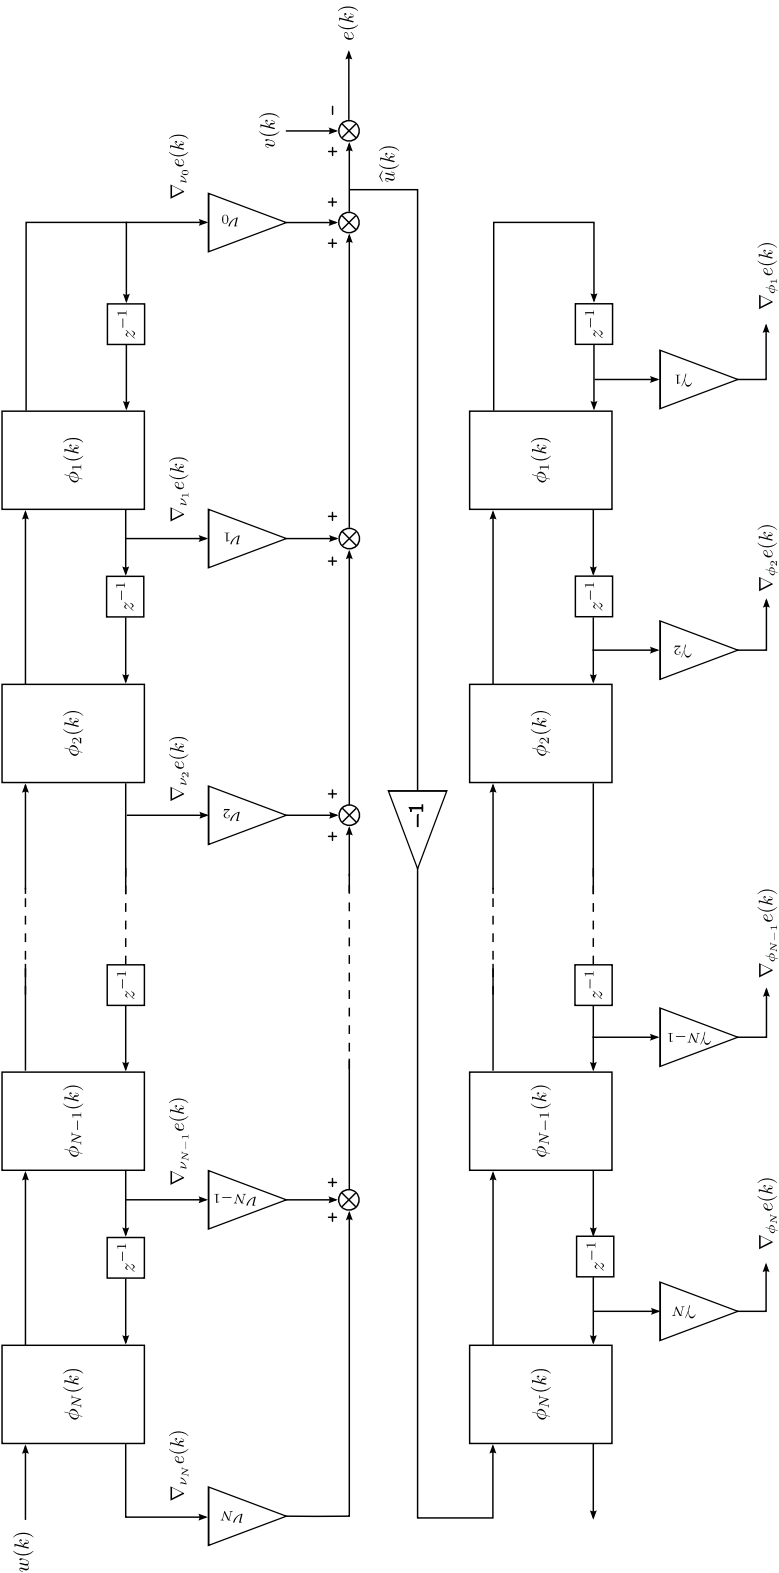 w(k)
ϕ_N(k)
ϕ_{N−1}(k)
ϕ_2(k)
ϕ_1(k)
z^{−1}
z^{−1}
z^{−1}
z^{−1}
∇_{ν_N}e(k)
∇_{ν_{N−1}}e(k)
∇_{ν_2}e(k)
∇_{ν_1}e(k)
∇_{ν_0}e(k)
ν_N
ν_{N−1}
ν_2
ν_1
ν_0
v(k)
+
+
+
+
+
+
+
+
+
−
e(k)
û(k)
−1
ϕ_N(k)
ϕ_{N−1}(k)
ϕ_2(k)
ϕ_1(k)
z^{−1}
z^{−1}
z^{−1}
z^{−1}
γ_N
γ_{N−1}
γ_2
γ_1
∇_{ϕ_N}e(k)
∇_{ϕ_{N−1}}e(k)
∇_{ϕ_2}e(k)
∇_{ϕ_1}e(k)